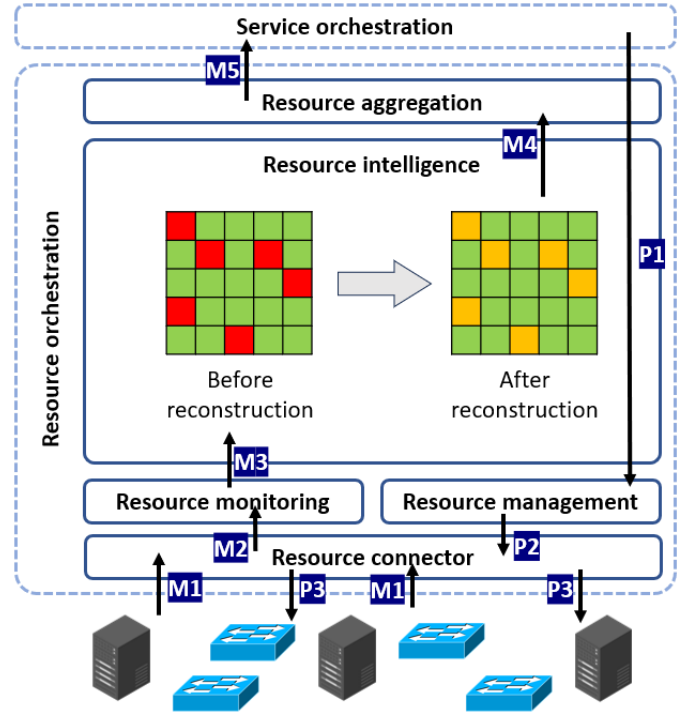 Service orchestration
M5
Resource aggregation
M4
Resource intelligence
Resource orchestration
P1
Before
reconstruction
After
reconstruction
M3
Resource monitoring
Resource management
M2
P2
Resource connector
M1
P3
M1
P3